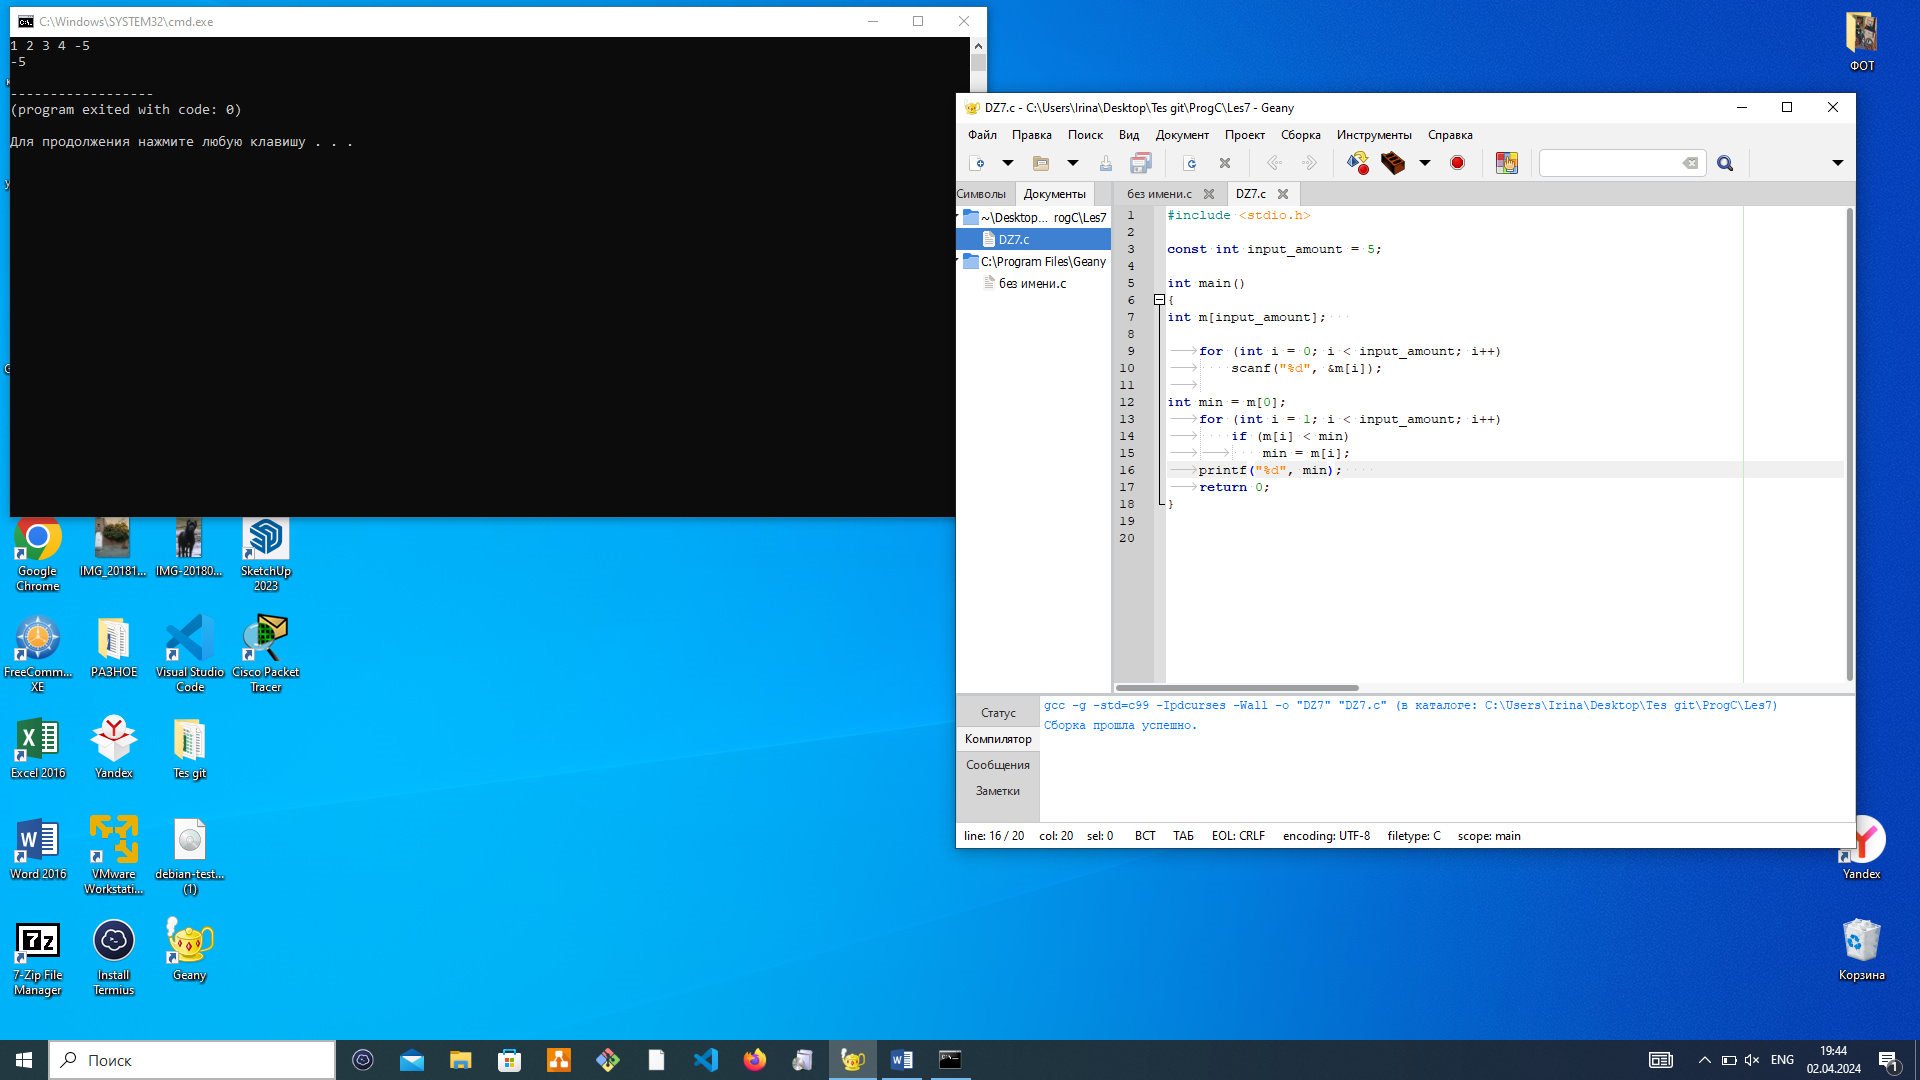 C:\Windows\SYSTEM32\cmd.exe
1 2 3 4 -5
-5
------------------
(program exited with code: 0)
Для продолжения нажмите любую клавишу . . .
ФОТ
DZ7.c - C:\Users\Irina\Desktop\Tes git\ProgC\Les7 - Geany
Файл Правка Поиск Вид Документ Проект Сборка Инструменты Справка
Символы Документы
без имени.c DZ7.c
~\Desktop... rogC\Les7
DZ7.c
C:\Program Files\Geany
без имени.c
1 #include <stdio.h>
2
3 const int input_amount = 5;
4
5 int main()
6 {
7 int m[input_amount];
8
9 for (int i = 0; i < input_amount; i++)
10 scanf("%d", &m[i]);
11
12 int min = m[0];
13 for (int i = 1; i < input_amount; i++)
14 if (m[i] < min)
15 min = m[i];
16 printf("%d", min);
17 return 0;
18 }
19
20
Статус
Компилятор
Сообщения
Заметки
gcc -g -std=c99 -Ipdcurses -Wall -o "DZ7" "DZ7.c" (в каталоге: C:\Users\Irina\Desktop\Tes git\ProgC\Les7)
Сборка прошла успешно.
line: 16 / 20 col: 20 sel: 0 ВСТ ТАБ EOL: CRLF encoding: UTF-8 filetype: C scope: main
Google Chrome
IMG_20181...
IMG-20180...
SketchUp 2023
FreeComm... XE
РАЗНОЕ
Visual Studio Code
Cisco Packet Tracer
Excel 2016
Yandex
Tes git
Word 2016
VMware Workstati...
debian-test... (1)
7-Zip File Manager
Install Termius
Geany
Yandex
Корзина
Поиск
ENG
19:44
02.04.2024
1